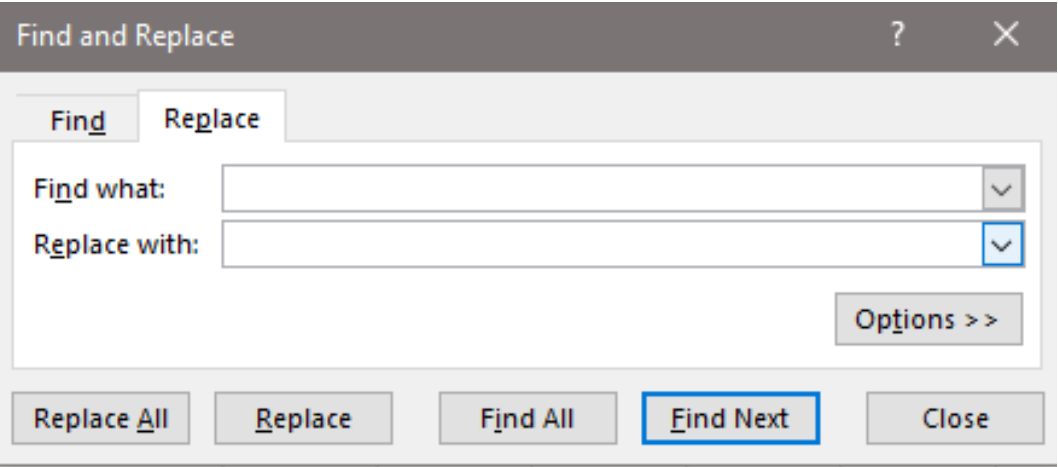 Find and Replace ?
Find Replace
Find what:
Replace with:
Options >>
Replace All Replace Find All Find Next Close